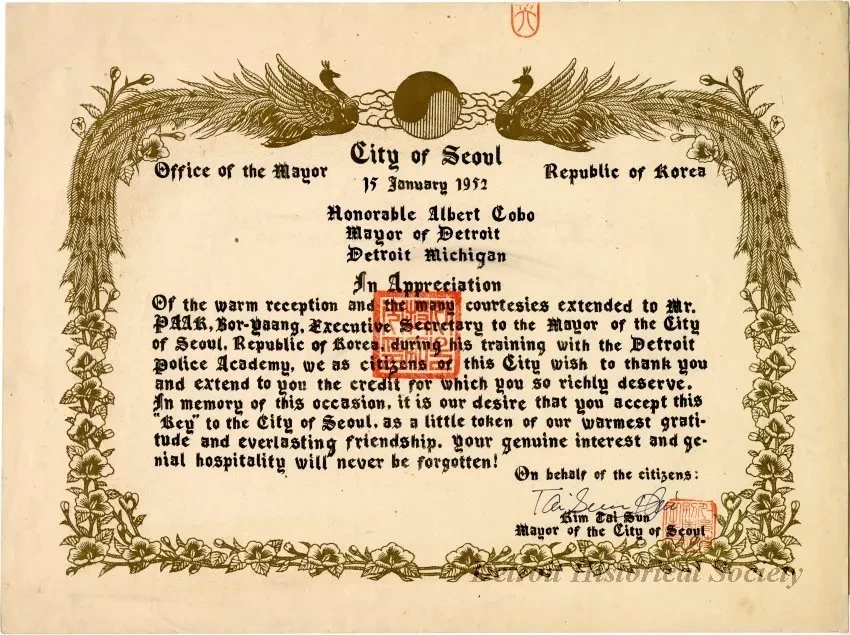 City of Seoul
Office of the Mayor
Republic of Korea
15 January 1952
Honorable Albert Cobo
Mayor of Detroit
Detroit Michigan
In Appreciation
Of the warm reception and the many courtesies extended to Mr.
PAAK, Bor-Yaang, Executive Secretary to the Mayor of the City
of Seoul, Republic of Korea, during his training with the Detroit
Police Academy, we as citizens of this City wish to thank you
and extend to you the credit for which you so richly deserve.
In memory of this occasion, it is our desire that you accept this
"Key" to the City of Seoul, as a little token of our warmest grati-
tude and everlasting friendship. Your genuine interest and ge-
nial hospitality will never be forgotten!
On behalf of the citizens:
Kim Tai Sun
Mayor of the City of Seoul
Detroit Historical Society